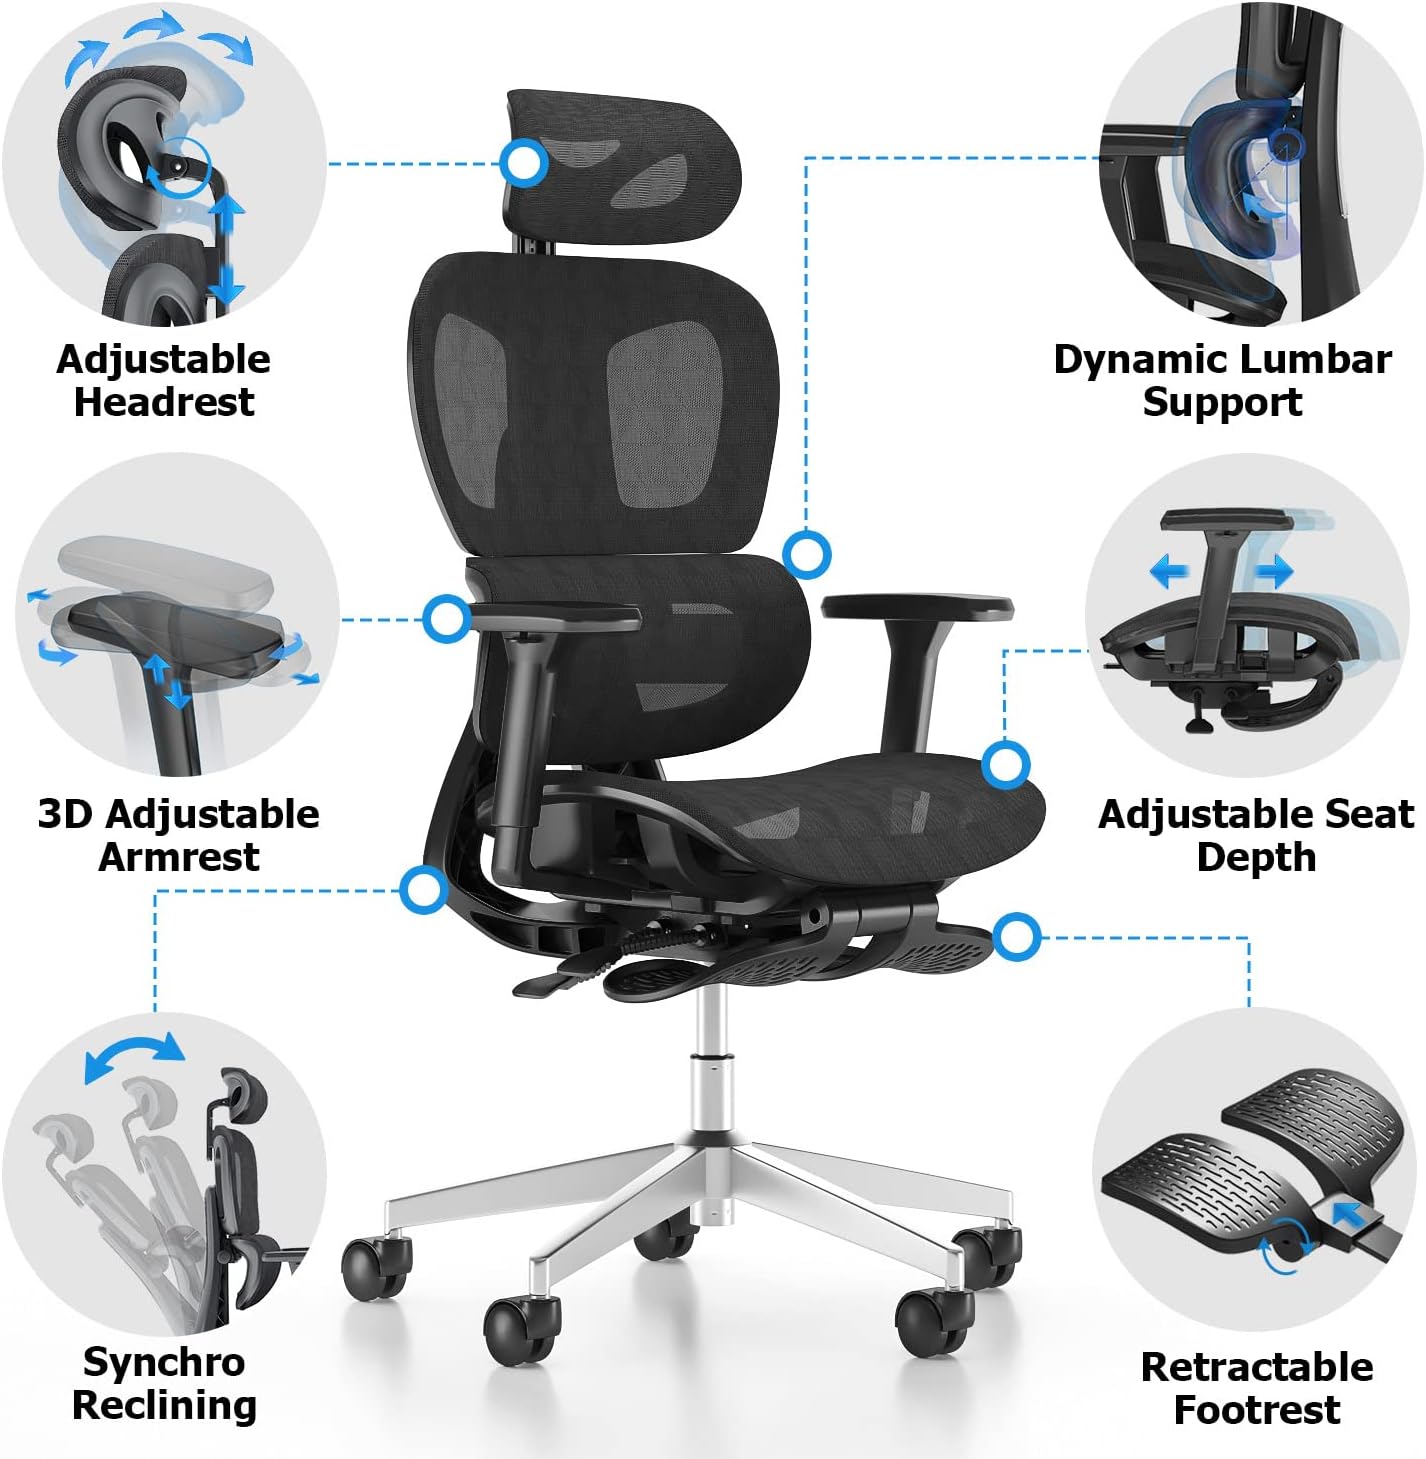 Adjustable
Headrest
Dynamic Lumbar
Support
3D Adjustable
Armrest
Adjustable Seat
Depth
Synchro
Reclining
Retractable
Footrest